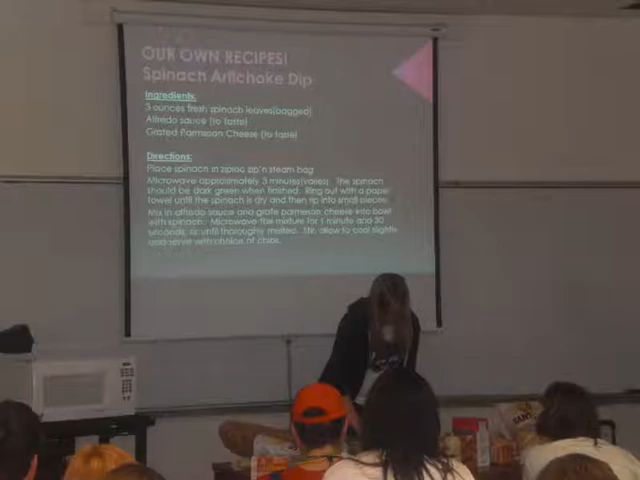 OUR OWN RECIPES!
Spinach Artichoke Dip
Ingredients:
3 ounces fresh spinach leaves(bagged)
Alfredo sauce (to taste)
Grated Parmesan Cheese (to taste)
Directions:
Place spinach in ziploc zip'n steam bag
Microwave approximately 3 minutes(varies). The spinach
should be dark green when finished. Ring out with a paper
towel until the spinach is dry and then rip into small pieces.
Mix in alfredo sauce and grate parmesan cheese into bowl
with spinach. Microwave the mixture for 1 minute and 30
seconds, or until thoroughly melted. Stir, allow to cool slightly
and serve with choice of chips.